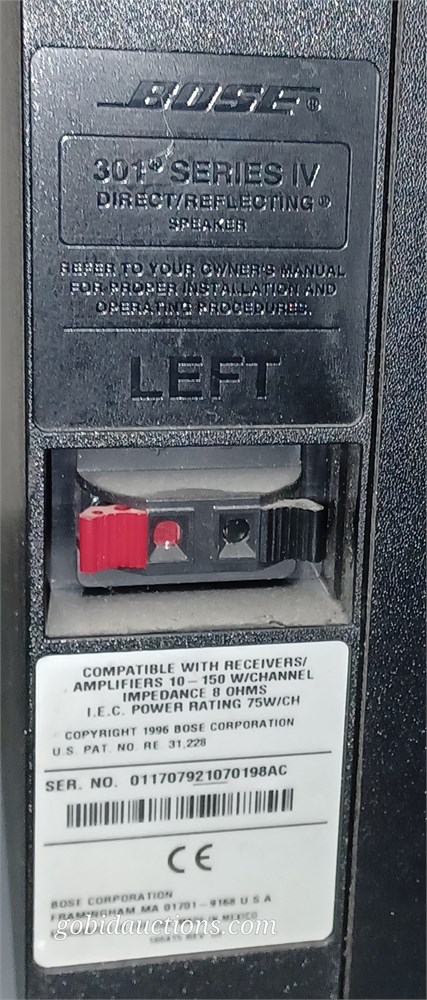 BOSE®
301® SERIES IV
DIRECT/REFLECTING®
SPEAKER
REFER TO YOUR OWNER'S MANUAL
FOR PROPER INSTALLATION AND
OPERATING PROCEDURES.
LEFT
COMPATIBLE WITH RECEIVERS/
AMPLIFIERS 10 – 150 W/CHANNEL
IMPEDANCE 8 OHMS
I.E.C. POWER RATING 75W/CH
COPYRIGHT 1996 BOSE CORPORATION
U.S. PAT. NO. RE 31,228
SER. NO. 011707921070198AC
CE
BOSE CORPORATION
FRAMINGHAM MA 01701-9168 U S A
IN MEXICO
gobidauctions.com